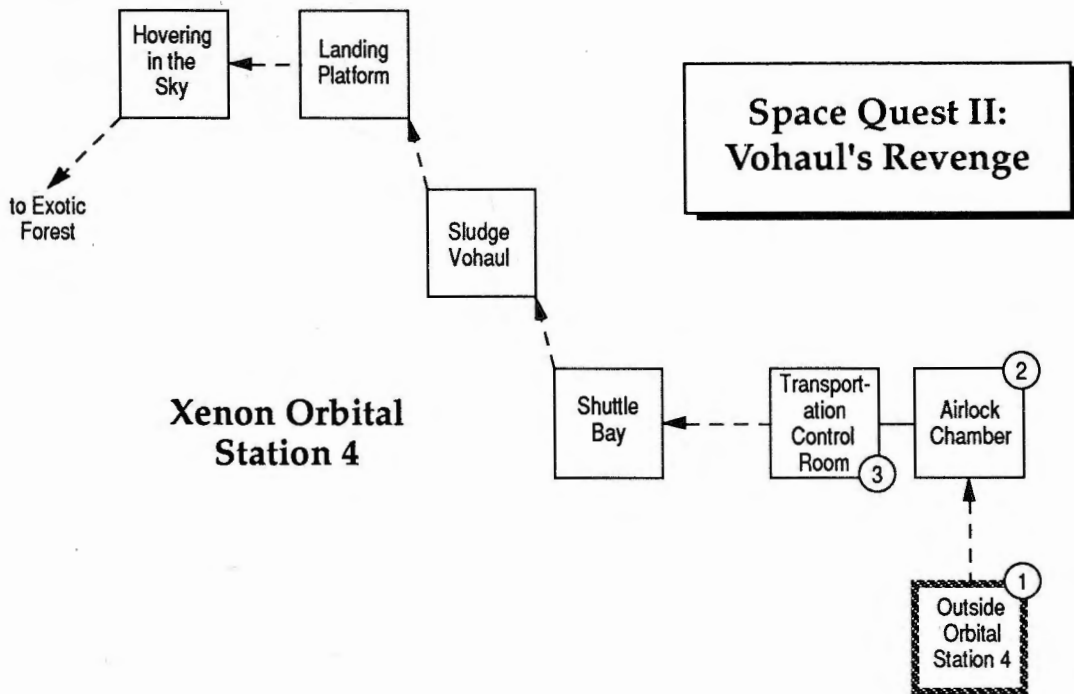 Hovering
in the
Sky
Landing
Platform
Space Quest II:
Vohaul's Revenge
to Exotic
Forest
Sludge
Vohaul
Xenon Orbital
Station 4
Shuttle
Bay
Transport-
ation
Control
Room
3
Airlock
Chamber
2
Outside
Orbital
Station 4
1